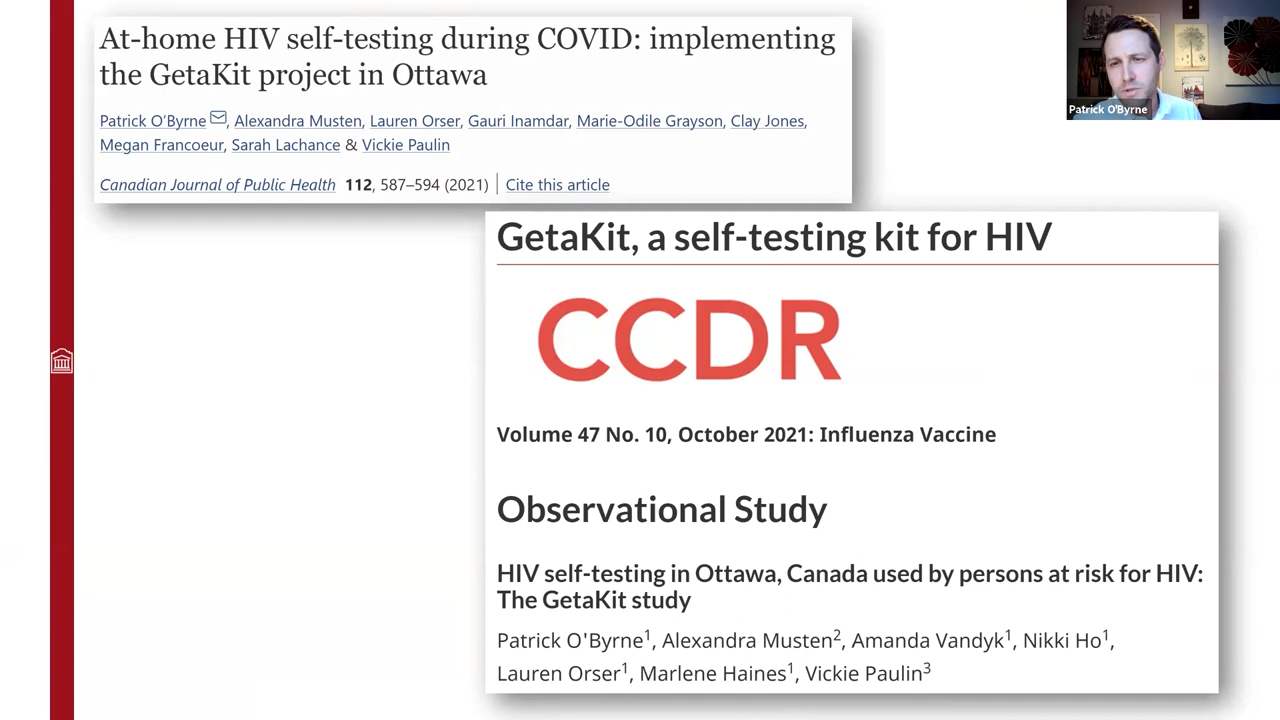 At-home HIV self-testing during COVID: implementing
the GetaKit project in Ottawa
Patrick O’Byrne, Alexandra Musten, Lauren Orser, Gauri Inamdar, Marie-Odile Grayson, Clay Jones,
Megan Francoeur, Sarah Lachance & Vickie Paulin
Canadian Journal of Public Health 112, 587–594 (2021) | Cite this article
Patrick O'Byrne
GetaKit, a self-testing kit for HIV
CCDR
Volume 47 No. 10, October 2021: Influenza Vaccine
Observational Study
HIV self-testing in Ottawa, Canada used by persons at risk for HIV:
The GetaKit study
Patrick O'Byrne1, Alexandra Musten2, Amanda Vandyk1, Nikki Ho1,
Lauren Orser1, Marlene Haines1, Vickie Paulin3